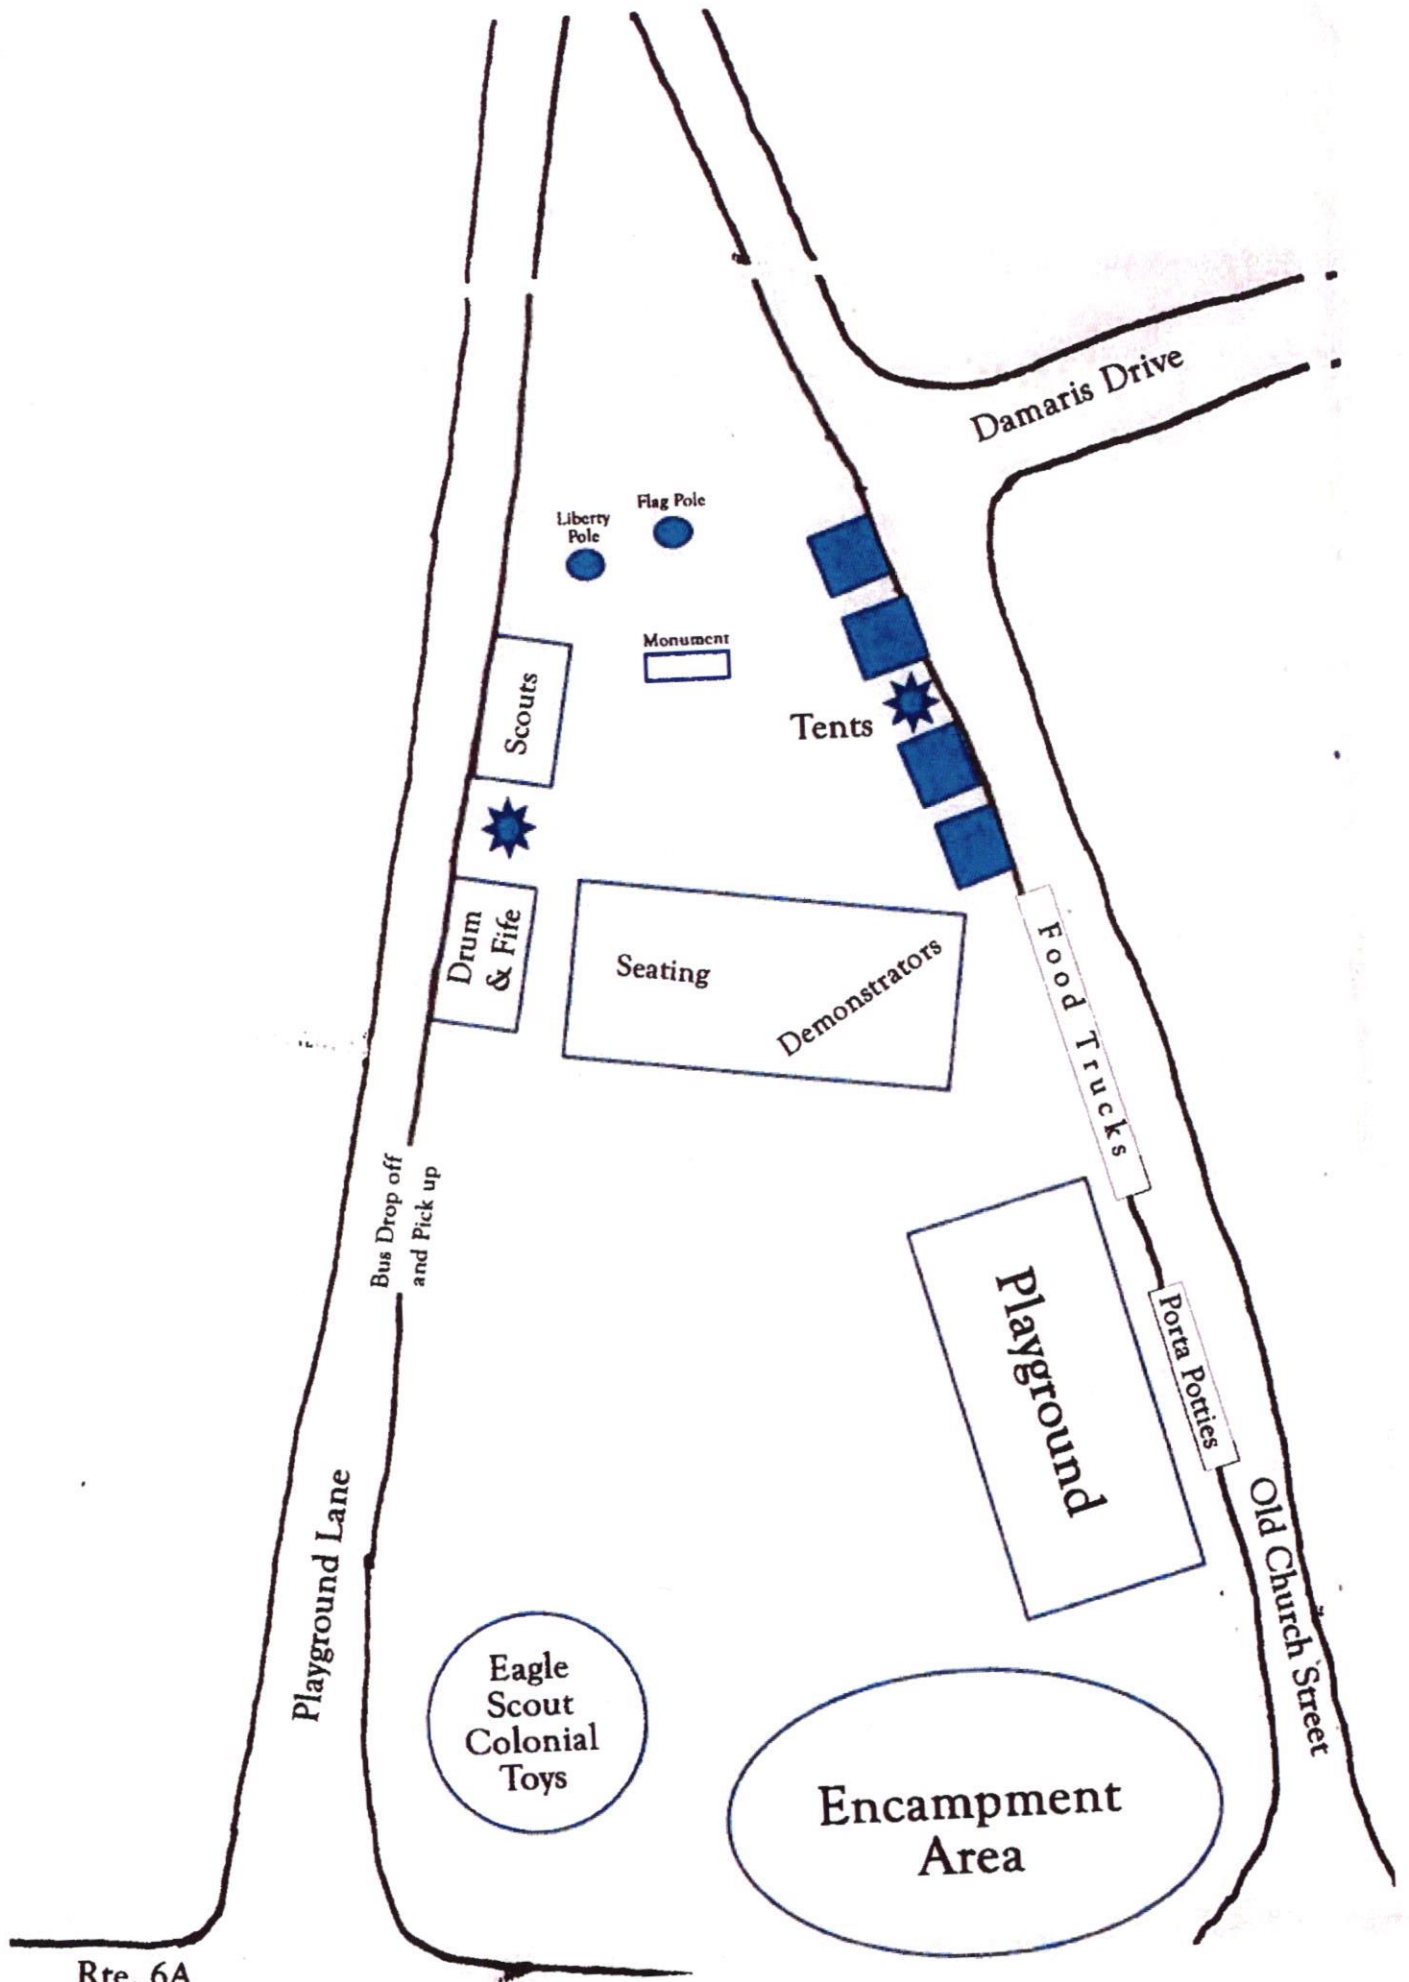 Damaris Drive
Flag Pole
Liberty
Pole
Monument
Scouts
Tents
Drum
& Fife
Seating
Demonstrators
Food Trucks
Bus Drop off
and Pick up
Playground
Porta Potties
Playground Lane
Old Church Street
Eagle
Scout
Colonial
Toys
Encampment
Area
Rte. 6A